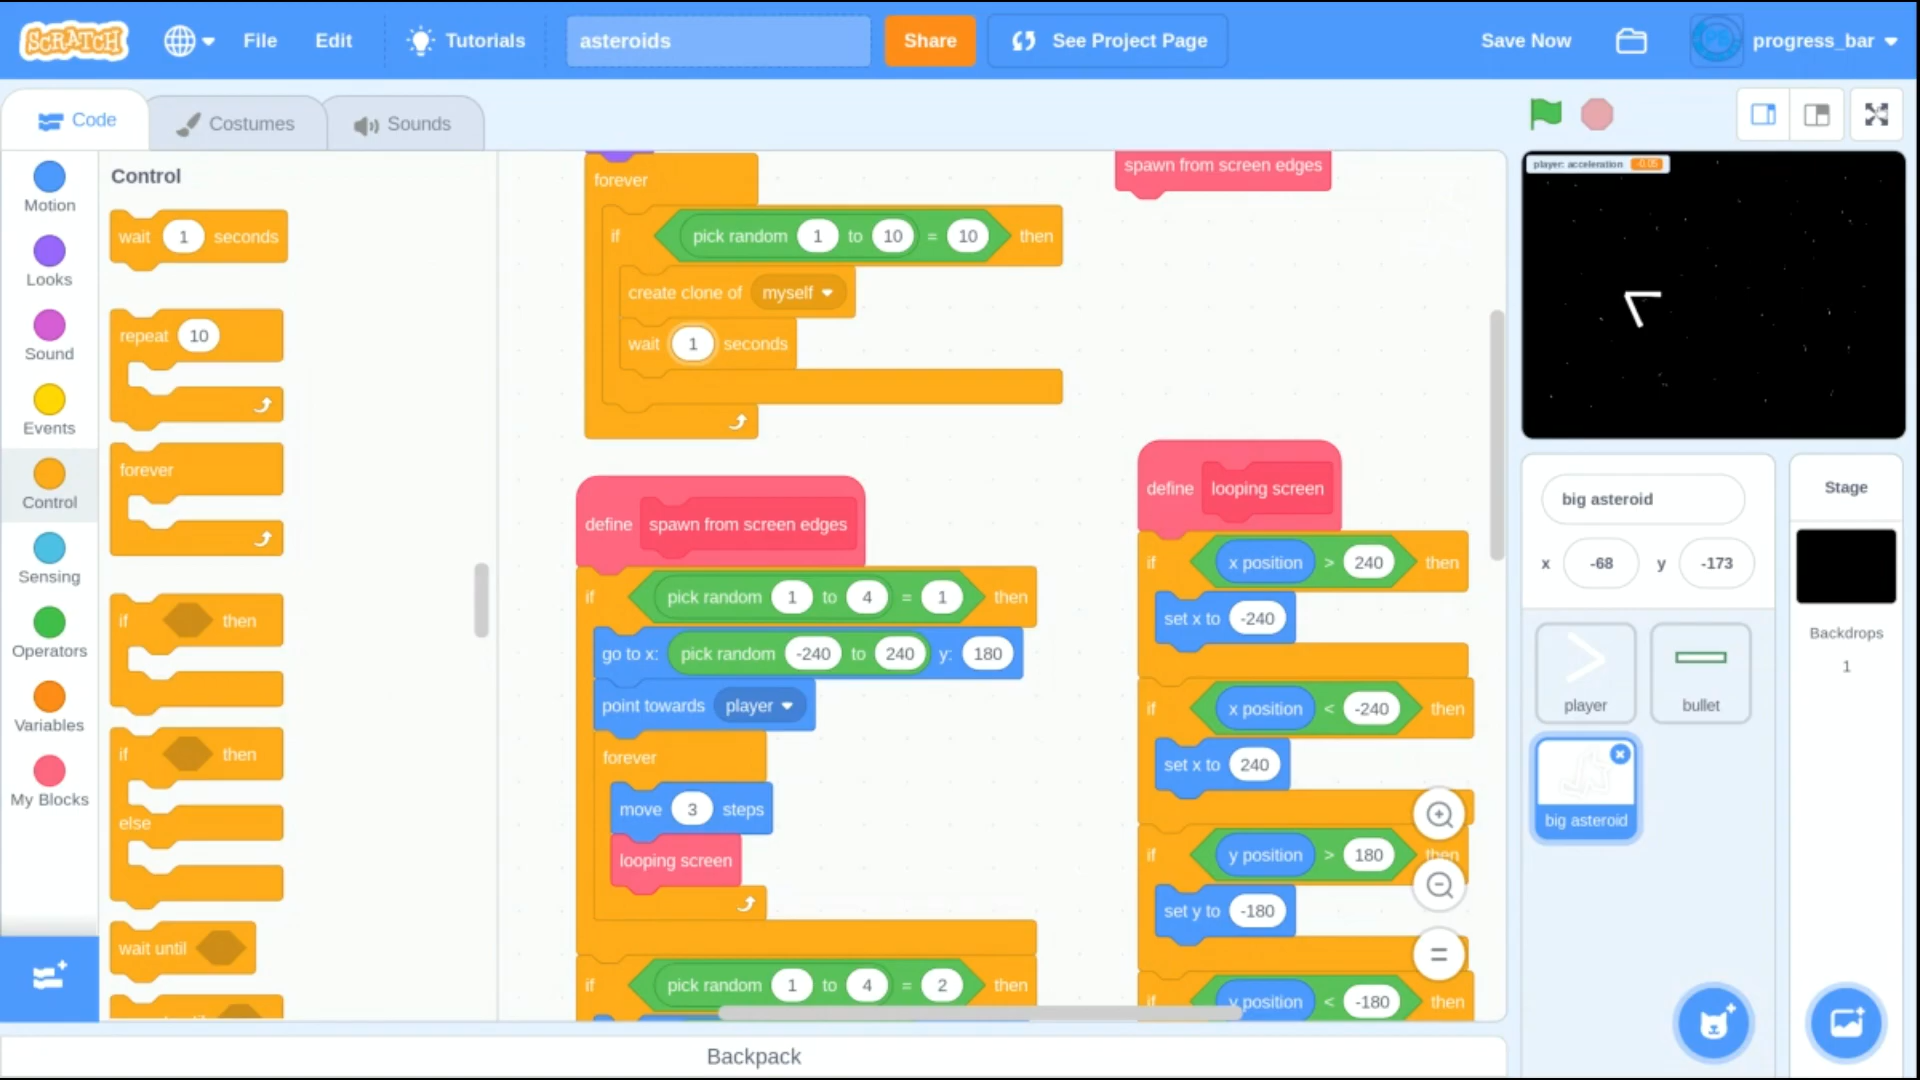 SCRATCH
File
Edit
Tutorials
asteroids
Share
See Project Page
Save Now
progress_bar
Code
Costumes
Sounds
Motion
Looks
Sound
Events
Control
Sensing
Operators
Variables
My Blocks
Control
wait 1 seconds
repeat 10
forever
if then
if then
else
wait until
forever
if pick random 1 to 10 = 10 then
create clone of myself
wait 1 seconds
spawn from screen edges
define spawn from screen edges
if pick random 1 to 4 = 1 then
go to x: pick random -240 to 240 y: 180
point towards player
forever
move 3 steps
looping screen
if pick random 1 to 4 = 2 then
define looping screen
if x position > 240 then
set x to -240
if x position < -240 then
set x to 240
if y position > 180 then
set y to -180
if y position < -180 then
player: acceleration -0.05
big asteroid
x -68 y -173
player
bullet
big asteroid
Stage
Backdrops
1
Backpack